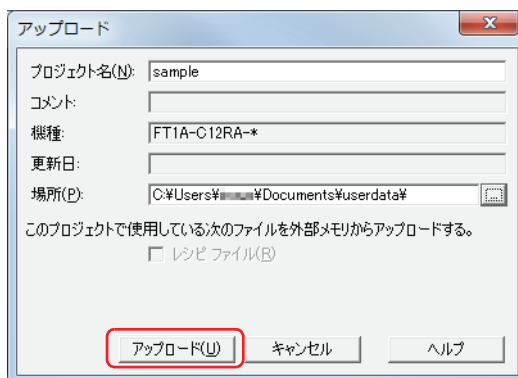 アップロード
プロジェクト名(N): sample
コメント:
機種: FT1A-C12RA-*
更新日:
場所(P): C:¥Users¥ ¥Documents¥userdata¥ ...
このプロジェクトで使用している次のファイルを外部メモリからアップロードする。
レシピ ファイル(R)
アップロード(U) キャンセル ヘルプ